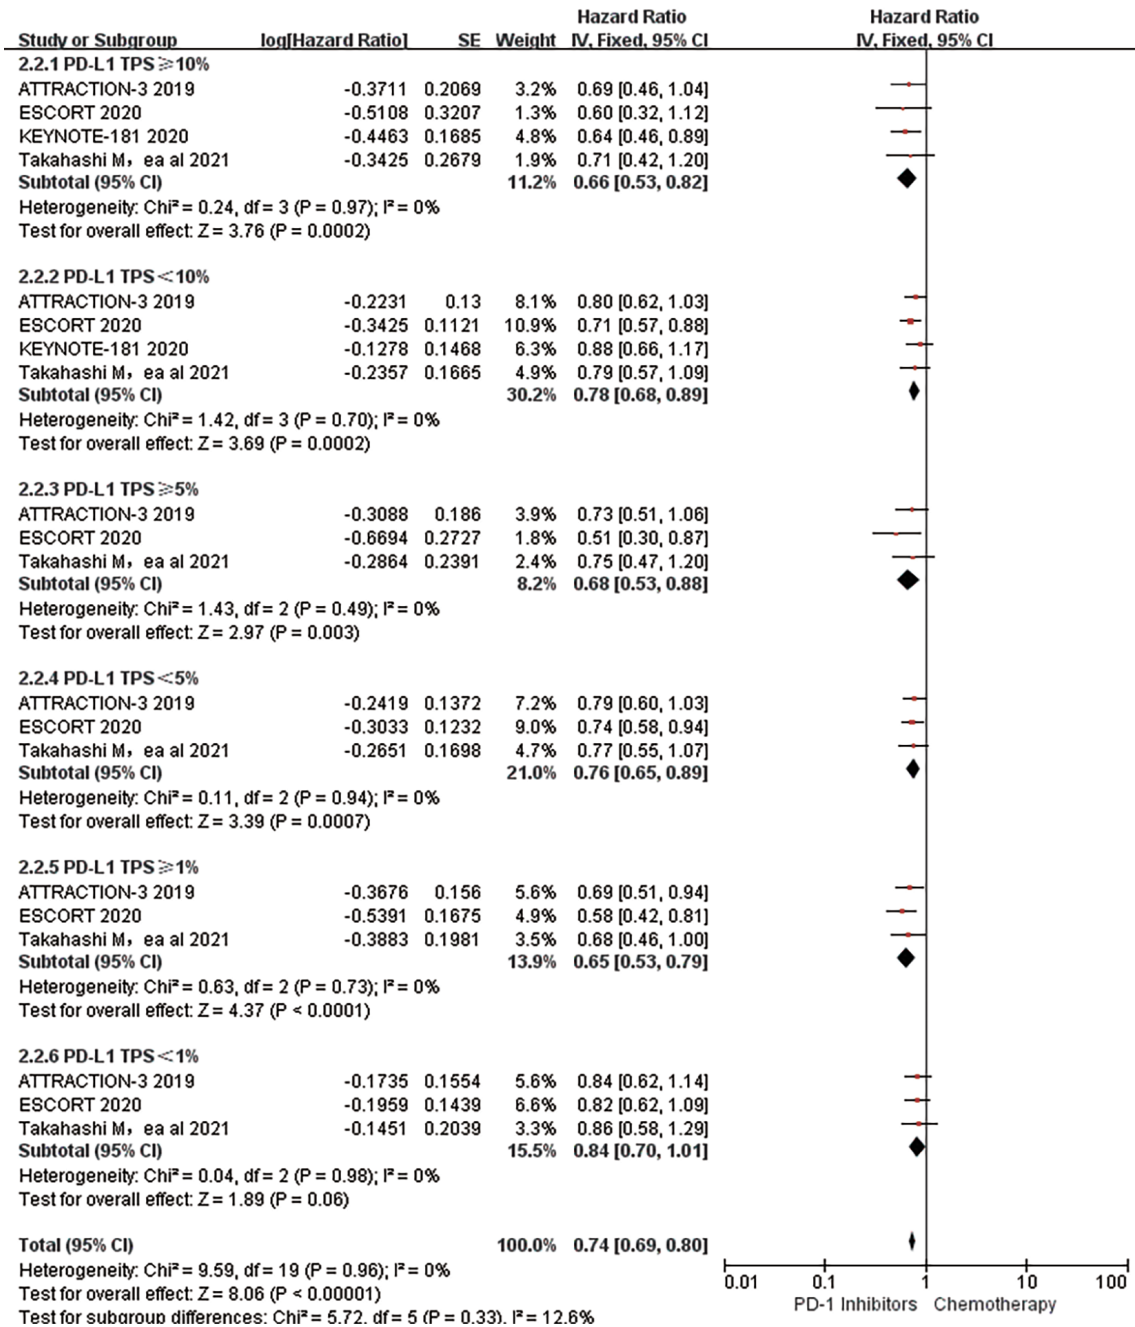 Hazard Ratio Hazard Ratio
Study or Subgroup log[Hazard Ratio] SE Weight IV, Fixed, 95% CI IV, Fixed, 95% CI
2.2.1 PD-L1 TPS≥10%
ATTRACTION-3 2019 -0.3711 0.2069 3.2% 0.69 [0.46, 1.04]
ESCORT 2020 -0.5108 0.3207 1.3% 0.60 [0.32, 1.12]
KEYNOTE-181 2020 -0.4463 0.1685 4.8% 0.64 [0.46, 0.89]
Takahashi M，ea al 2021 -0.3425 0.2679 1.9% 0.71 [0.42, 1.20]
Subtotal (95% CI) 11.2% 0.66 [0.53, 0.82]
Heterogeneity: Chi² = 0.24, df = 3 (P = 0.97); I² = 0%
Test for overall effect: Z = 3.76 (P = 0.0002)
2.2.2 PD-L1 TPS＜10%
ATTRACTION-3 2019 -0.2231 0.13 8.1% 0.80 [0.62, 1.03]
ESCORT 2020 -0.3425 0.1121 10.9% 0.71 [0.57, 0.88]
KEYNOTE-181 2020 -0.1278 0.1468 6.3% 0.88 [0.66, 1.17]
Takahashi M，ea al 2021 -0.2357 0.1665 4.9% 0.79 [0.57, 1.09]
Subtotal (95% CI) 30.2% 0.78 [0.68, 0.89]
Heterogeneity: Chi² = 1.42, df = 3 (P = 0.70); I² = 0%
Test for overall effect: Z = 3.69 (P = 0.0002)
2.2.3 PD-L1 TPS≥5%
ATTRACTION-3 2019 -0.3088 0.186 3.9% 0.73 [0.51, 1.06]
ESCORT 2020 -0.6694 0.2727 1.8% 0.51 [0.30, 0.87]
Takahashi M，ea al 2021 -0.2864 0.2391 2.4% 0.75 [0.47, 1.20]
Subtotal (95% CI) 8.2% 0.68 [0.53, 0.88]
Heterogeneity: Chi² = 1.43, df = 2 (P = 0.49); I² = 0%
Test for overall effect: Z = 2.97 (P = 0.003)
2.2.4 PD-L1 TPS＜5%
ATTRACTION-3 2019 -0.2419 0.1372 7.2% 0.79 [0.60, 1.03]
ESCORT 2020 -0.3033 0.1232 9.0% 0.74 [0.58, 0.94]
Takahashi M，ea al 2021 -0.2651 0.1698 4.7% 0.77 [0.55, 1.07]
Subtotal (95% CI) 21.0% 0.76 [0.65, 0.89]
Heterogeneity: Chi² = 0.11, df = 2 (P = 0.94); I² = 0%
Test for overall effect: Z = 3.39 (P = 0.0007)
2.2.5 PD-L1 TPS≥1%
ATTRACTION-3 2019 -0.3676 0.156 5.6% 0.69 [0.51, 0.94]
ESCORT 2020 -0.5391 0.1675 4.9% 0.58 [0.42, 0.81]
Takahashi M，ea al 2021 -0.3883 0.1981 3.5% 0.68 [0.46, 1.00]
Subtotal (95% CI) 13.9% 0.65 [0.53, 0.79]
Heterogeneity: Chi² = 0.63, df = 2 (P = 0.73); I² = 0%
Test for overall effect: Z = 4.37 (P < 0.0001)
2.2.6 PD-L1 TPS＜1%
ATTRACTION-3 2019 -0.1735 0.1554 5.6% 0.84 [0.62, 1.14]
ESCORT 2020 -0.1959 0.1439 6.6% 0.82 [0.62, 1.09]
Takahashi M，ea al 2021 -0.1451 0.2039 3.3% 0.86 [0.58, 1.29]
Subtotal (95% CI) 15.5% 0.84 [0.70, 1.01]
Heterogeneity: Chi² = 0.04, df = 2 (P = 0.98); I² = 0%
Test for overall effect: Z = 1.89 (P = 0.06)
Total (95% CI) 100.0% 0.74 [0.69, 0.80]
Heterogeneity: Chi² = 9.59, df = 19 (P = 0.96); I² = 0%
0.01 0.1 1 10 100
Test for overall effect: Z = 8.06 (P < 0.00001)
PD-1 Inhibitors Chemotherapy
Test for subgroup differences: Chi² = 5.72, df = 5 (P = 0.33), I² = 12.6%